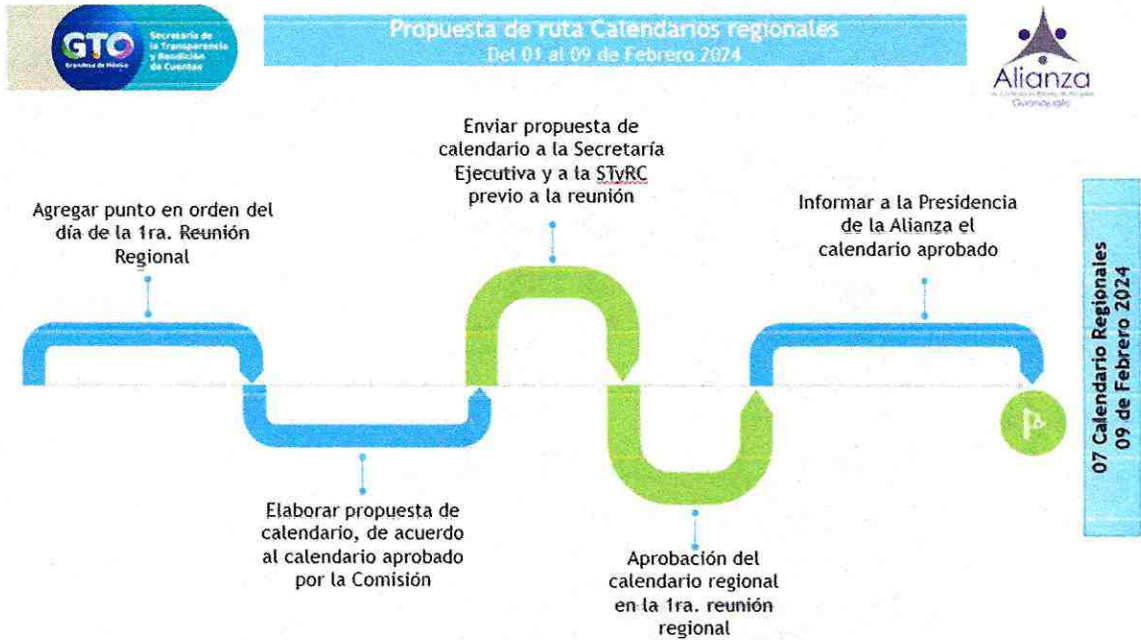 GTO
Grandeza de México
Secretaría de
la Transparencia
y Rendición
de Cuentas
Propuesta de ruta Calendarios regionales
Del 01 al 09 de Febrero 2024
Alianza
Guanajuato
Agregar punto en orden del
día de la 1ra. Reunión
Regional
Elaborar propuesta de
calendario, de acuerdo
al calendario aprobado
por la Comisión
Enviar propuesta de
calendario a la Secretaría
Ejecutiva y a la STyRC
previo a la reunión
Aprobación del
calendario regional
en la 1ra. reunión
regional
Informar a la Presidencia
de la Alianza el
calendario aprobado
07 Calendario Regionales
09 de Febrero 2024